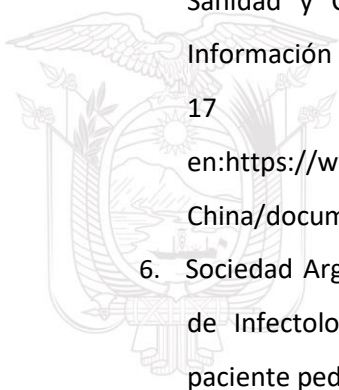 Sanidad y
Información
17
en:https://w
China/docum
6. Sociedad Arg
de Infectolo
paciente ped